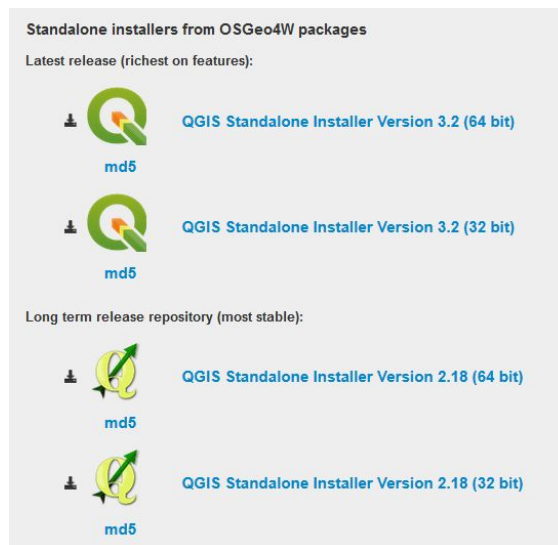 Standalone installers from OSGeo4W packages
Latest release (richest on features):
QGIS Standalone Installer Version 3.2 (64 bit)
md5
QGIS Standalone Installer Version 3.2 (32 bit)
md5
Long term release repository (most stable):
QGIS Standalone Installer Version 2.18 (64 bit)
md5
QGIS Standalone Installer Version 2.18 (32 bit)
md5